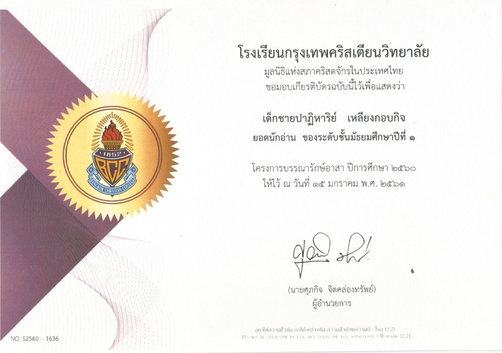 โรงเรียนกรุงเทพคริสเตียนวิทยาลัย
มูลนิธิแห่งสภาคริสตจักรในประเทศไทย
ขอมอบเกียรติบัตรฉบับนี้ไว้เพื่อแสดงว่า
เด็กชายปาฏิหาริย์ เหลียงกอบกิจ
ยอดนักอ่าน ของระดับชั้นมัธยมศึกษาปีที่ ๑
โครงการบรรณารักษ์อาสา ปีการศึกษา ๒๕๖๐
ให้ไว้ ณ วันที่ ๑๕ มกราคม พ.ศ. ๒๕๖๑
1852
BCC
(นายศุภกิจ จิตคล่องทรัพย์)
ผู้อำนวยการ
NO. S2560 - 1636